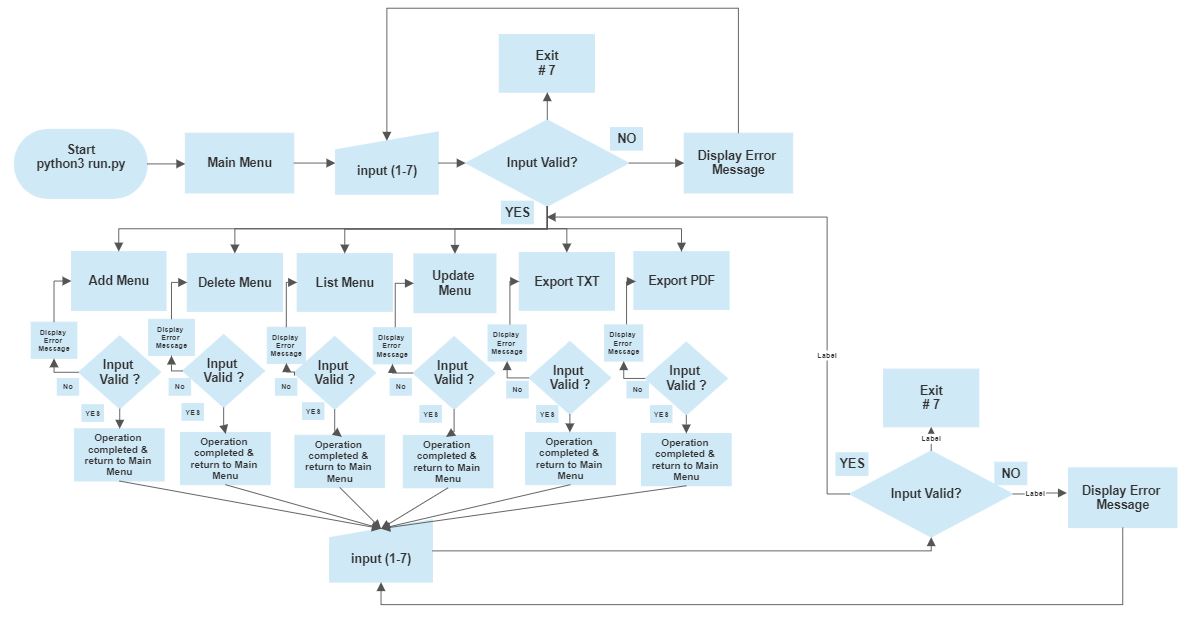 Exit
# 7
NO
Start
python3 run.py
Main Menu
input (1-7)
Input Valid?
Display Error
Message
YES
Add Menu
Delete Menu
List Menu
Update
Menu
Export TXT
Export PDF
Display
Error
Message
Display
Error
Message
Display
Error
Message
Display
Error
Message
Display
Error
Message
Display
Error
Message
Input
Valid ?
Input
Valid ?
Input
Valid ?
Input
Valid ?
Input
Valid ?
Input
Valid ?
No
No
No
No
No
No
YES
YES
YES
YES
YES
YES
Operation
completed &
return to Main
Menu
Operation
completed &
return to Main
Menu
Operation
completed &
return to Main
Menu
Operation
completed &
return to Main
Menu
Operation
completed &
return to Main
Menu
Operation
completed &
return to Main
Menu
input (1-7)
Label
Exit
# 7
Label
YES
NO
Input Valid?
Label
Display Error
Message